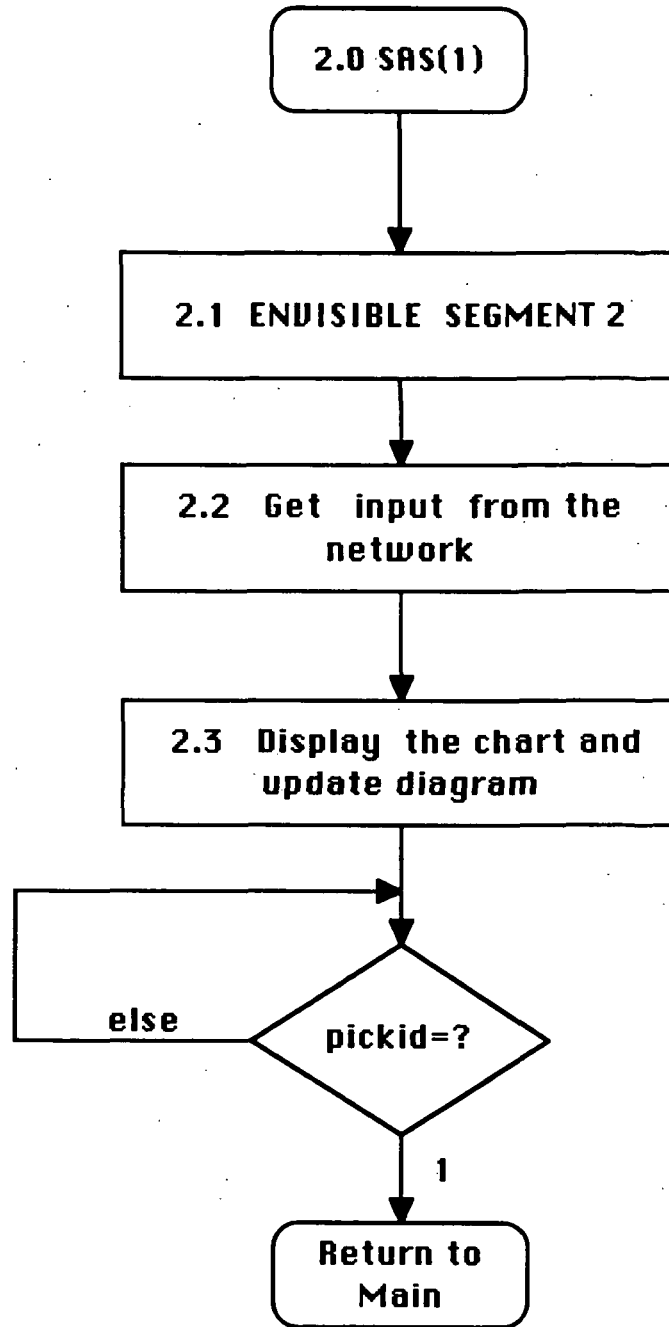 2.0 SAS(1)
2.1 ENVISIBLE SEGMENT 2
2.2 Get input from the
network
2.3 Display the chart and
update diagram
else
pickid=?
1
Return to
Main